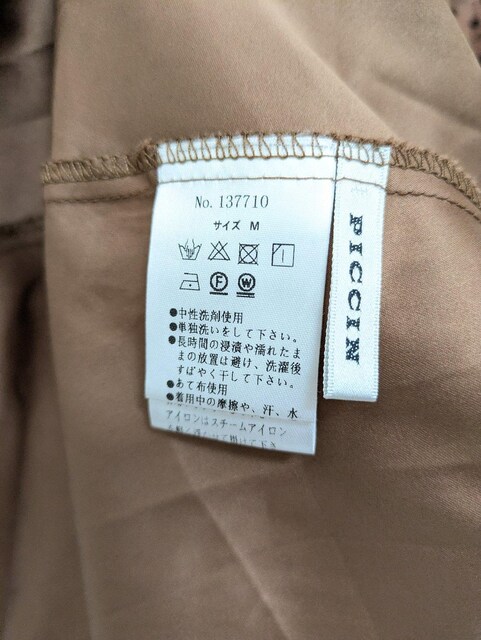 No. 137710
サイズ M
F W
●中性洗剤使用
●単独洗いをして下さい。
●長時間の浸漬や濡れたま
まの放置は避け、洗濯後
すばやく干して下さい。
●あて布使用
●着用中の摩擦や、汗、水
アイロンはスチームアイロン
PICCIN